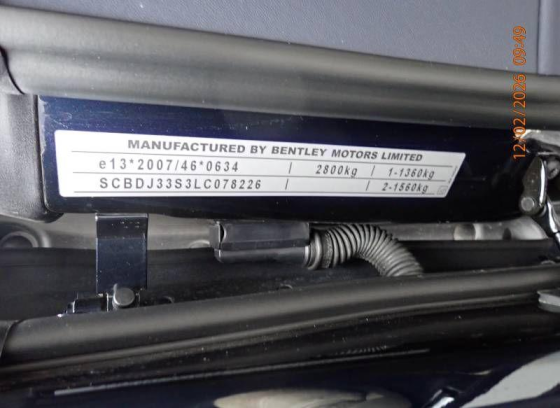 MANUFACTURED BY BENTLEY MOTORS LIMITED
e13*2007/46*0634 | 2800kg | 1-1360kg
SCBDJ33S3LC078226 | | 2-1560kg
12/02/2026 09:49